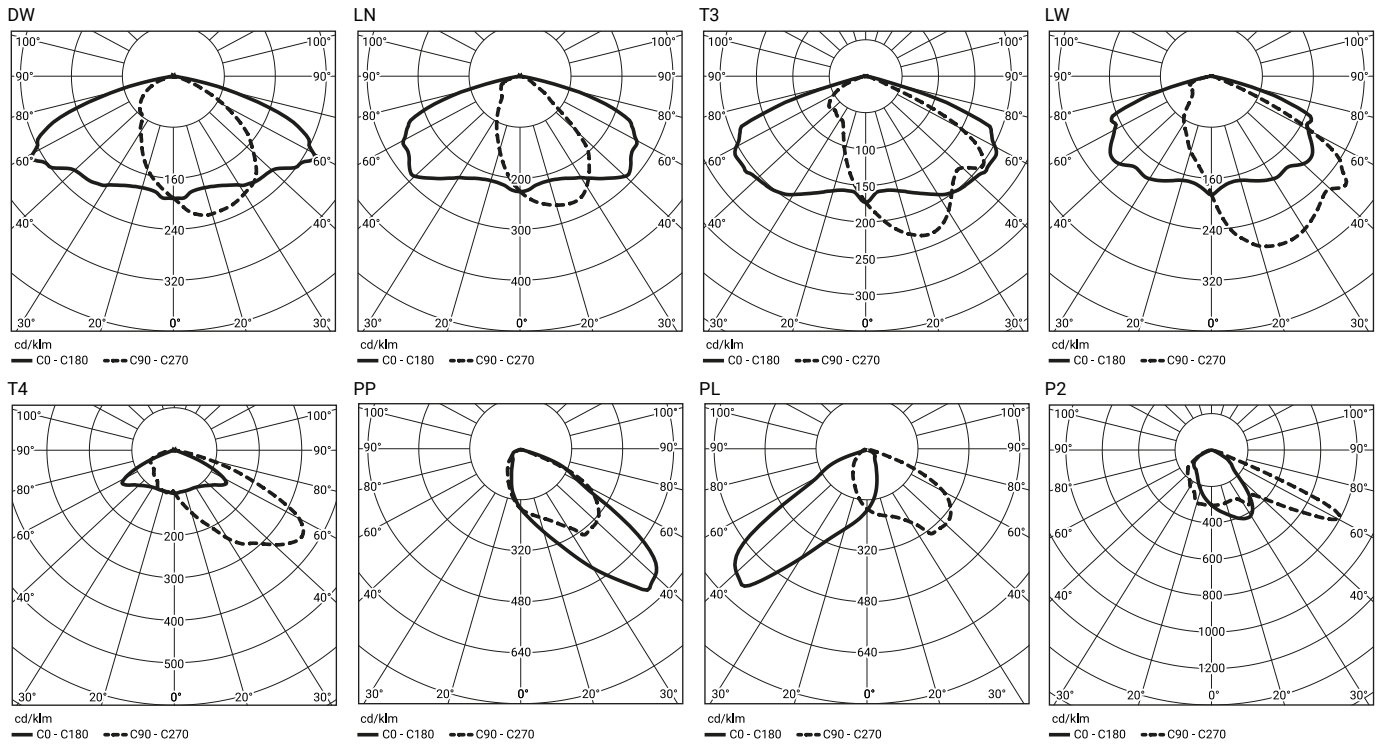 DW LN T3 LW
100° 100° 100° 100° 100° 100° 100° 100°
90° 90° 90° 90° 90° 90° 90° 90°
80° 80° 80° 80° 80° 80° 80° 80°
100
60° 160 60° 60° 200 60° 60° 150 60° 60° 160 60°
40° 240 40° 40° 300 40° 40° 200 40° 40° 240 40°
250
320 400 300 320
30° 20° 0° 20° 30° 30° 20° 0° 20° 30° 30° 20° 0° 20° 30° 30° 20° 0° 20° 30°
cd/klm cd/klm cd/klm cd/klm
C0 - C180 C90 - C270 C0 - C180 C90 - C270 C0 - C180 C90 - C270 C0 - C180 C90 - C270
T4 PP PL P2
100° 100° 100° 100° 100° 100° 100° 100°
90° 90° 90° 90° 90° 90° 90° 90°
80° 80° 80° 80° 80° 80° 80° 80°
400
60° 200 60° 60° 320 60° 60° 320 60° 60° 60°
600
300
40° 40° 40° 480 40° 40° 480 40° 40° 800 40°
400
1000
500 640 640 1200
30° 20° 0° 20° 30° 30° 20° 0° 20° 30° 30° 20° 0° 20° 30° 30° 20° 0° 20° 30°
cd/klm cd/klm cd/klm cd/klm
C0 - C180 C90 - C270 C0 - C180 C90 - C270 C0 - C180 C90 - C270 C0 - C180 C90 - C270